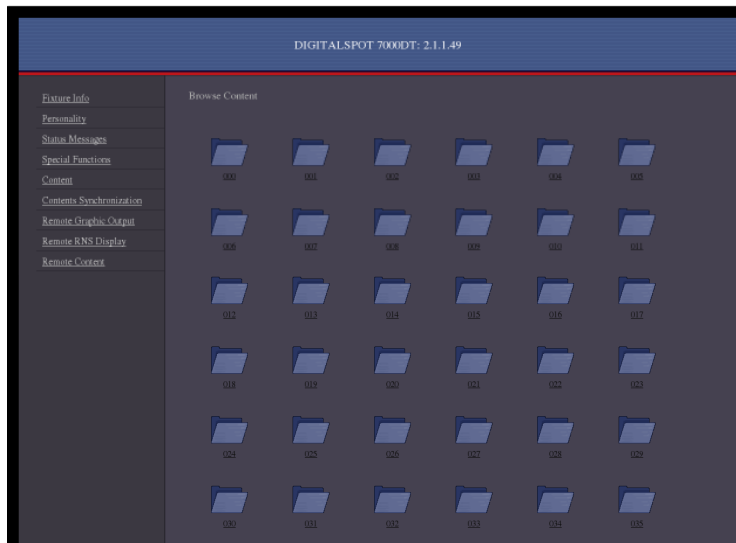 DIGITALSPOT 7000DT: 2.1.1.49
Fixture Info
Personality
Status Messages
Special Functions
Content
Contents Synchronization
Remote Graphic Output
Remote RNS Display
Remote Content
Browse Content
000 001 002 003 004 005
006 007 008 009 010 011
012 013 014 015 016 017
018 019 020 021 022 023
024 025 026 027 028 029
030 031 032 033 034 035